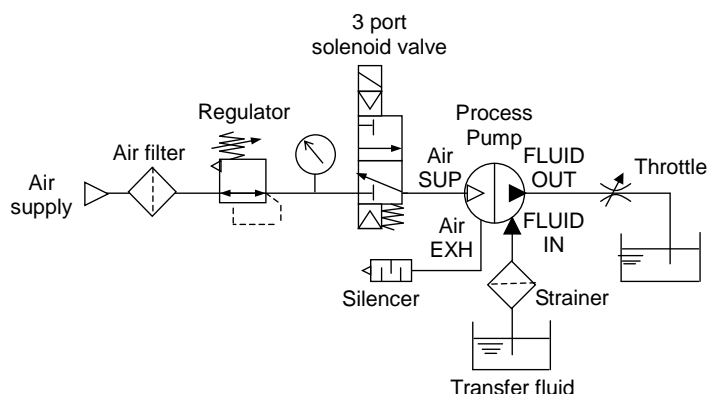 3 port
solenoid valve
Regulator
Process
Pump
Air filter
Air
SUP
FLUID
OUT
Throttle
Air
supply
Air
EXH
FLUID
IN
Silencer
Strainer
Transfer fluid